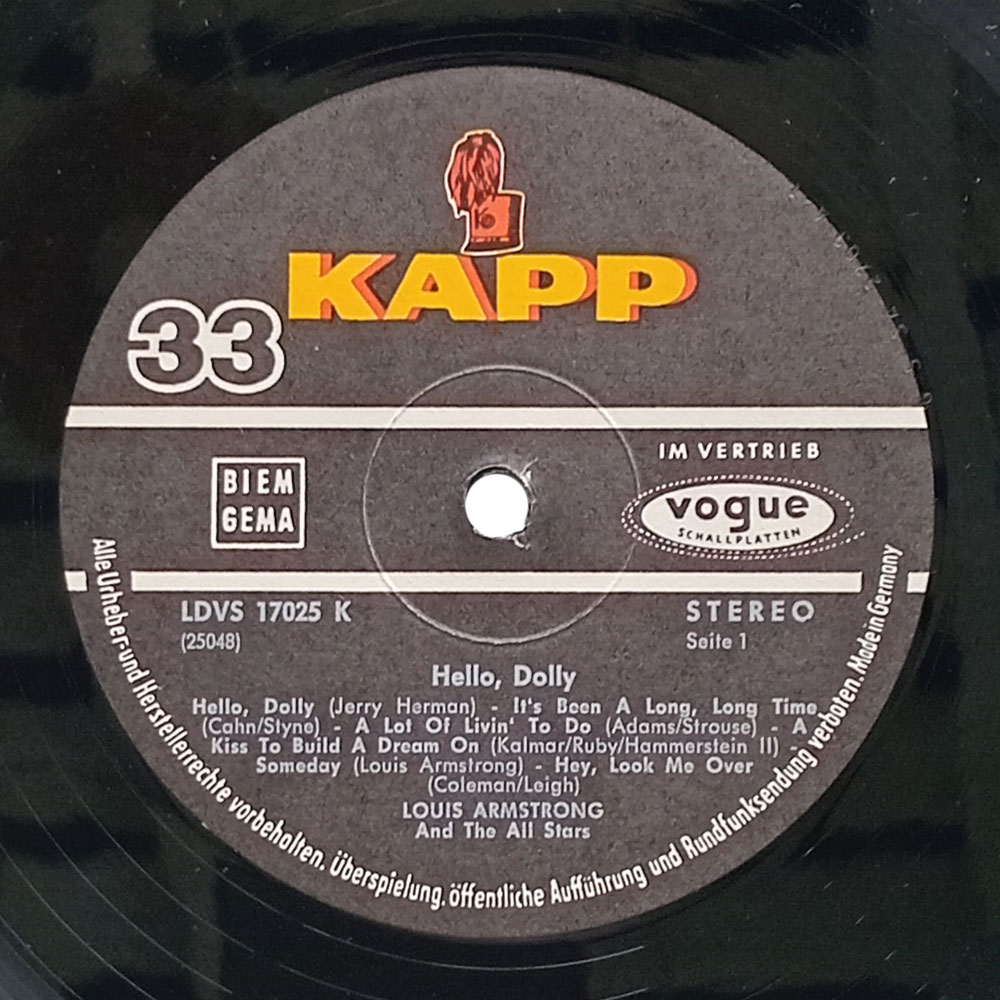 KAPP
33
BIEM
GEMA
IM VERTRIEB
vogue
SCHALLPLATTEN
LDVS 17025 K
(25048)
STEREO
Seite 1
Hello, Dolly
Hello, Dolly (Jerry Herman) - It's Been A Long, Long Time
(Cahn/Styne) - A Lot Of Livin' To Do (Adams/Strouse) - A
Kiss To Build A Dream On (Kalmar/Ruby/Hammerstein II) -
Someday (Louis Armstrong) - Hey, Look Me Over
(Coleman/Leigh)
LOUIS ARMSTRONG
And The All Stars
Alle Urheber- und Herstellerrechte vorbeholten. Überspielung, öffentliche Aufführung und Rundfunksendung verboten. Made in Germany